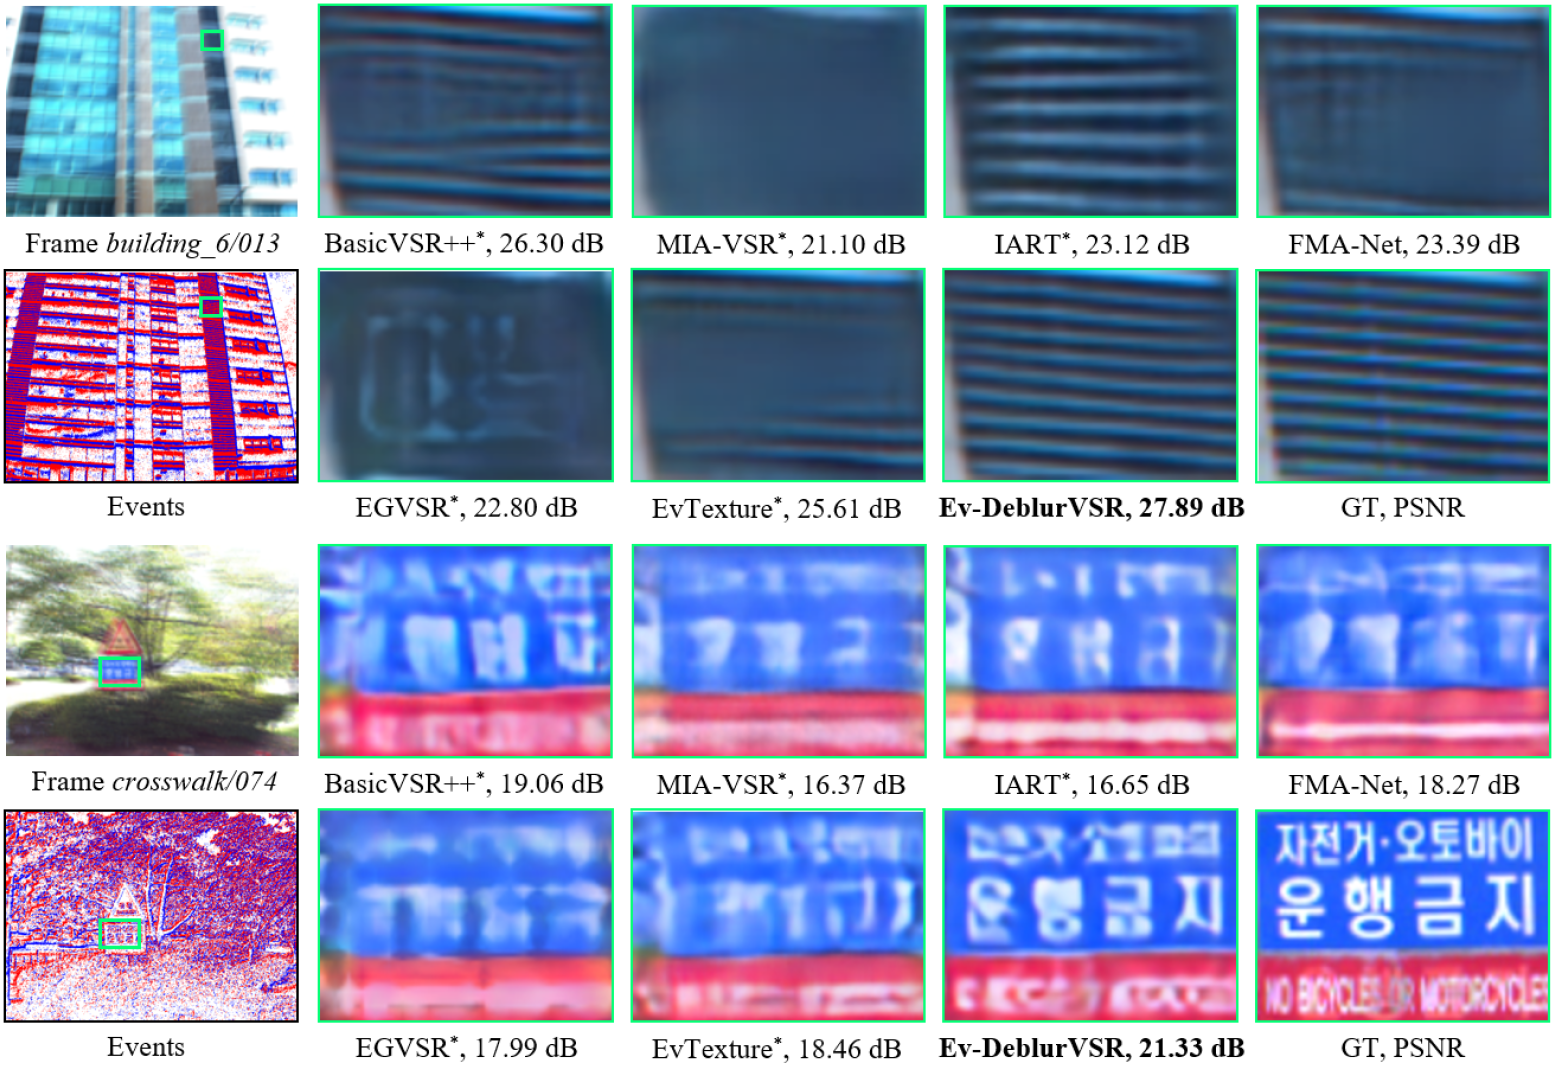 Frame building_6/013
BasicVSR++*, 26.30 dB
MIA-VSR*, 21.10 dB
IART*, 23.12 dB
FMA-Net, 23.39 dB
Events
EGVSR*, 22.80 dB
EvTexture*, 25.61 dB
Ev-DeblurVSR, 27.89 dB
GT, PSNR
Frame crosswalk/074
BasicVSR++*, 19.06 dB
MIA-VSR*, 16.37 dB
IART*, 16.65 dB
FMA-Net, 18.27 dB
자전거·오토바이
운행금지
NO BICYCLES OR MOTORCYCLES
Events
EGVSR*, 17.99 dB
EvTexture*, 18.46 dB
Ev-DeblurVSR, 21.33 dB
GT, PSNR